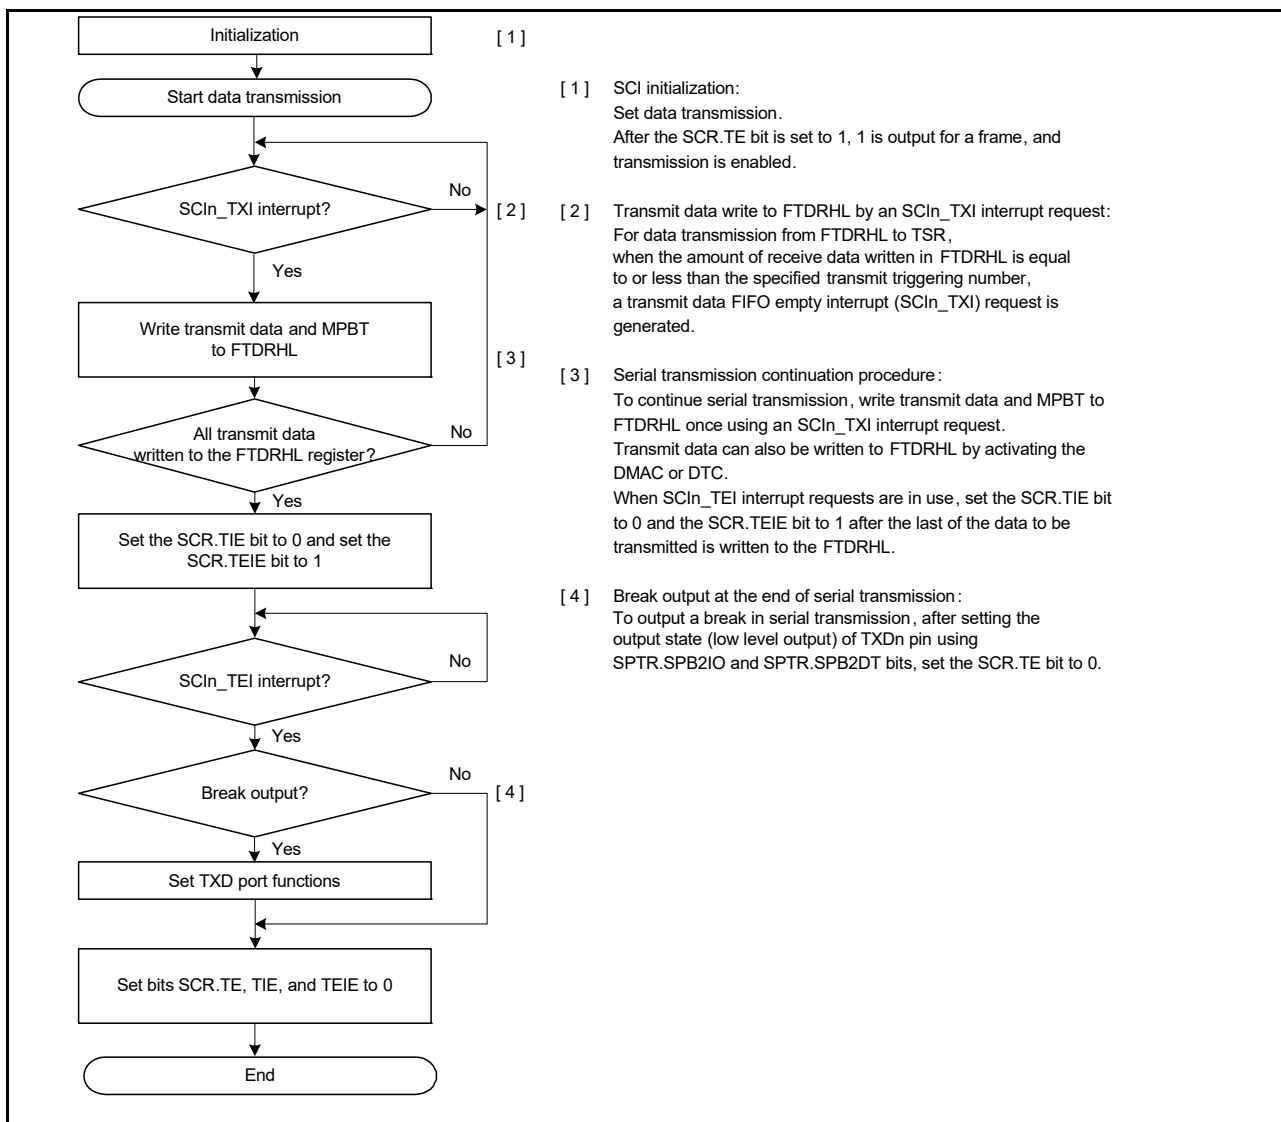 Initialization
[ 1 ]
Start data transmission
SCIn_TXI interrupt?
No
[ 2 ]
Yes
Write transmit data and MPBT
to FTDRHL
[ 3 ]
All transmit data
written to the FTDRHL register?
No
Yes
Set the SCR.TIE bit to 0 and set the
SCR.TEIE bit to 1
SCIn_TEI interrupt?
No
Yes
Break output?
No
[ 4 ]
Yes
Set TXD port functions
Set bits SCR.TE, TIE, and TEIE to 0
End
[ 1 ] SCI initialization:
Set data transmission.
After the SCR.TE bit is set to 1, 1 is output for a frame, and
transmission is enabled.
[ 2 ] Transmit data write to FTDRHL by an SCIn_TXI interrupt request:
For data transmission from FTDRHL to TSR,
when the amount of receive data written in FTDRHL is equal
to or less than the specified transmit triggering number,
a transmit data FIFO empty interrupt (SCIn_TXI) request is
generated.
[ 3 ] Serial transmission continuation procedure:
To continue serial transmission, write transmit data and MPBT to
FTDRHL once using an SCIn_TXI interrupt request.
Transmit data can also be written to FTDRHL by activating the
DMAC or DTC.
When SCIn_TEI interrupt requests are in use, set the SCR.TIE bit
to 0 and the SCR.TEIE bit to 1 after the last of the data to be
transmitted is written to the FTDRHL.
[ 4 ] Break output at the end of serial transmission:
To output a break in serial transmission, after setting the
output state (low level output) of TXDn pin using
SPTR.SPB2IO and SPTR.SPB2DT bits, set the SCR.TE bit to 0.